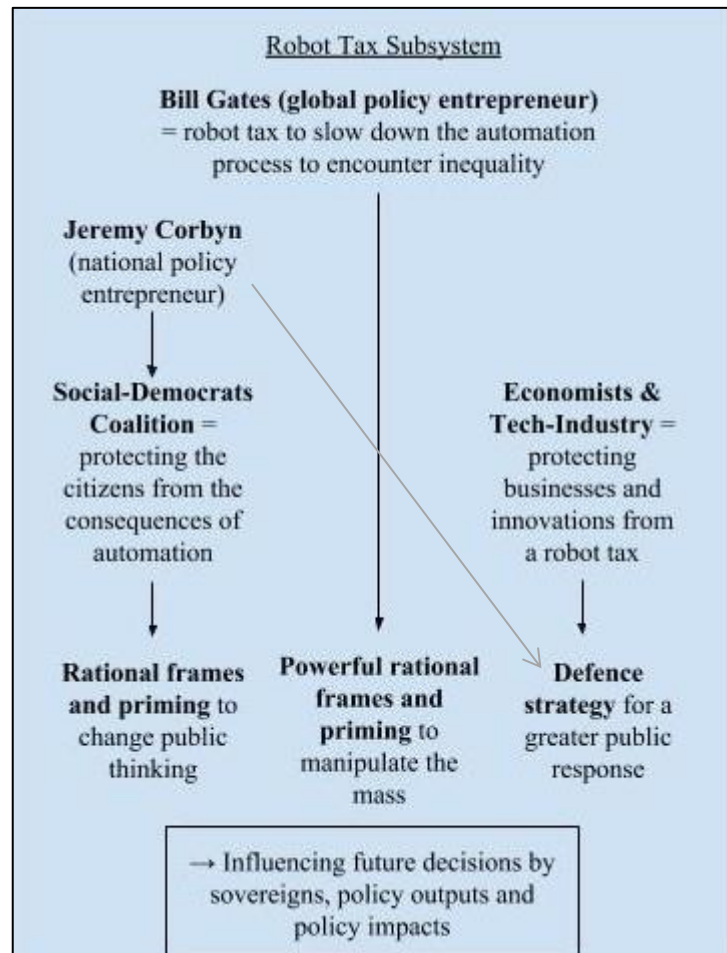 Robot Tax Subsystem
Bill Gates (global policy entrepreneur)
= robot tax to slow down the automation
process to encounter inequality
Jeremy Corbyn
(national policy
entrepreneur)
Social-Democrats
Coalition =
protecting the
citizens from the
consequences of
automation
Economists &
Tech-Industry =
protecting
businesses and
innovations from
a robot tax
Rational frames
and priming to
change public
thinking
Powerful rational
frames and
priming to
manipulate the
mass
Defence
strategy for a
greater public
response
→ Influencing future decisions by
sovereigns, policy outputs and
policy impacts